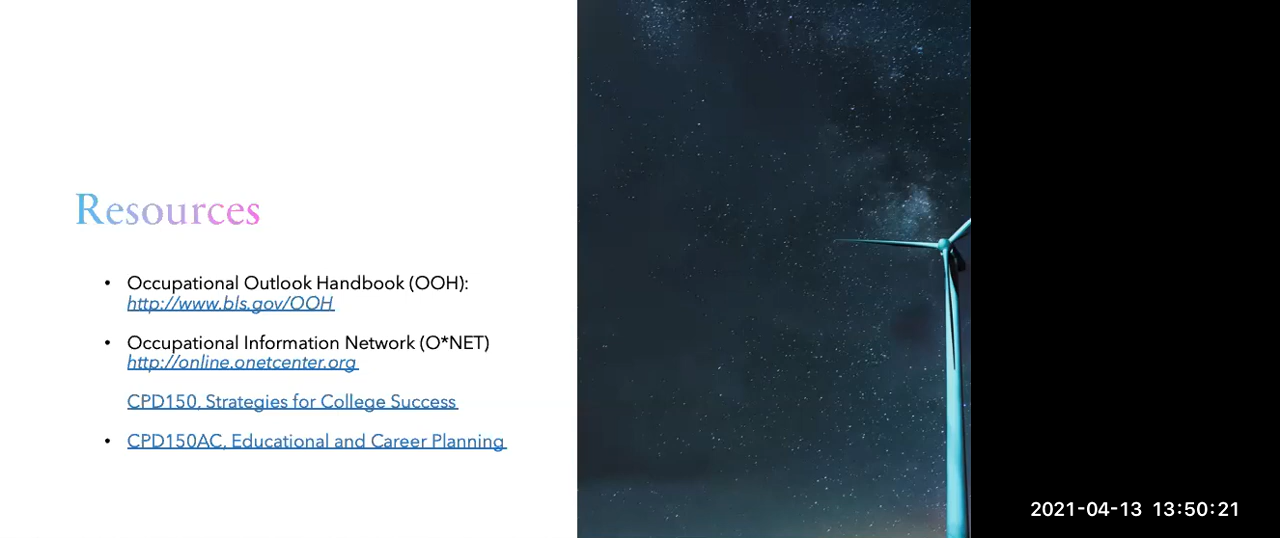 Resources
• Occupational Outlook Handbook (OOH):
http://www.bls.gov/OOH
• Occupational Information Network (O*NET)
http://online.onetcenter.org
CPD150, Strategies for College Success
• CPD150AC, Educational and Career Planning
2021-04-13 13:50:21